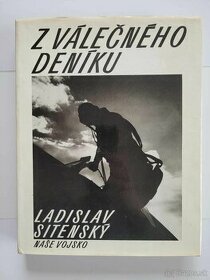 Z VÁLEČNÉHO
DENÍKU
LADISLAV
SITENSKÝ
NAŠE VOJSKO